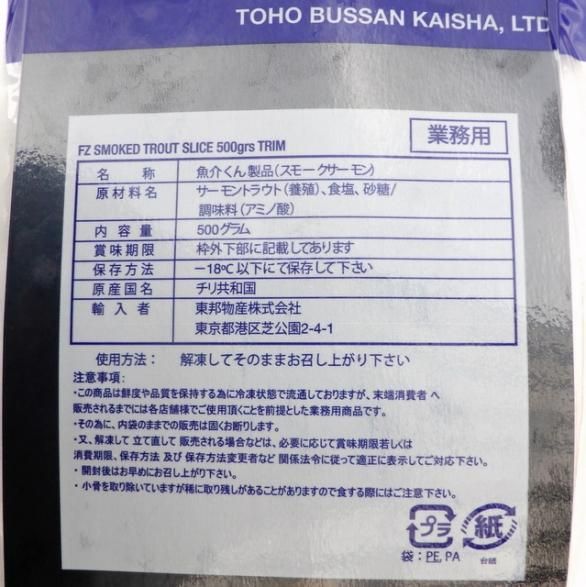 TOHO BUSSAN KAISHA, LTD
FZ SMOKED TROUT SLICE 500grs TRIM
業務用
名 称 魚介くん製品(スモークサーモン)
原材料名 サーモントラウト(養殖)、食塩、砂糖/
調味料(アミノ酸)
内 容 量 500グラム
賞味期限 枠外下部に記載してあります
保存方法 －18℃以下にて保存して下さい
原産国名 チリ共和国
輸 入 者 東邦物産株式会社
東京都港区芝公園2-4-1
使用方法： 解凍してそのままお召し上がり下さい
注意事項：
・この商品は鮮度や品質を保持する為に冷凍状態で流通しておりますが、末端消費者 へ
販売されるまでには各店舗様でご使用頂くことを前提とした業務用商品です。
・その為に、内袋のままでの販売は固くお断りします。
・又、解凍して 立て直して 販売される場合などは、必要に応じて賞味期限若しくは
消費期限、保存方法 及び 保存方法変更者など 関係法令に従って適正に表示してご対応下さい。
・開封後はお早めにお召し上がり下さい。
・小骨を取り除いていますが稀に取り残しがあることがありますので食する際にはご注意下さい。
プラ 紙
袋：PE, PA 台紙